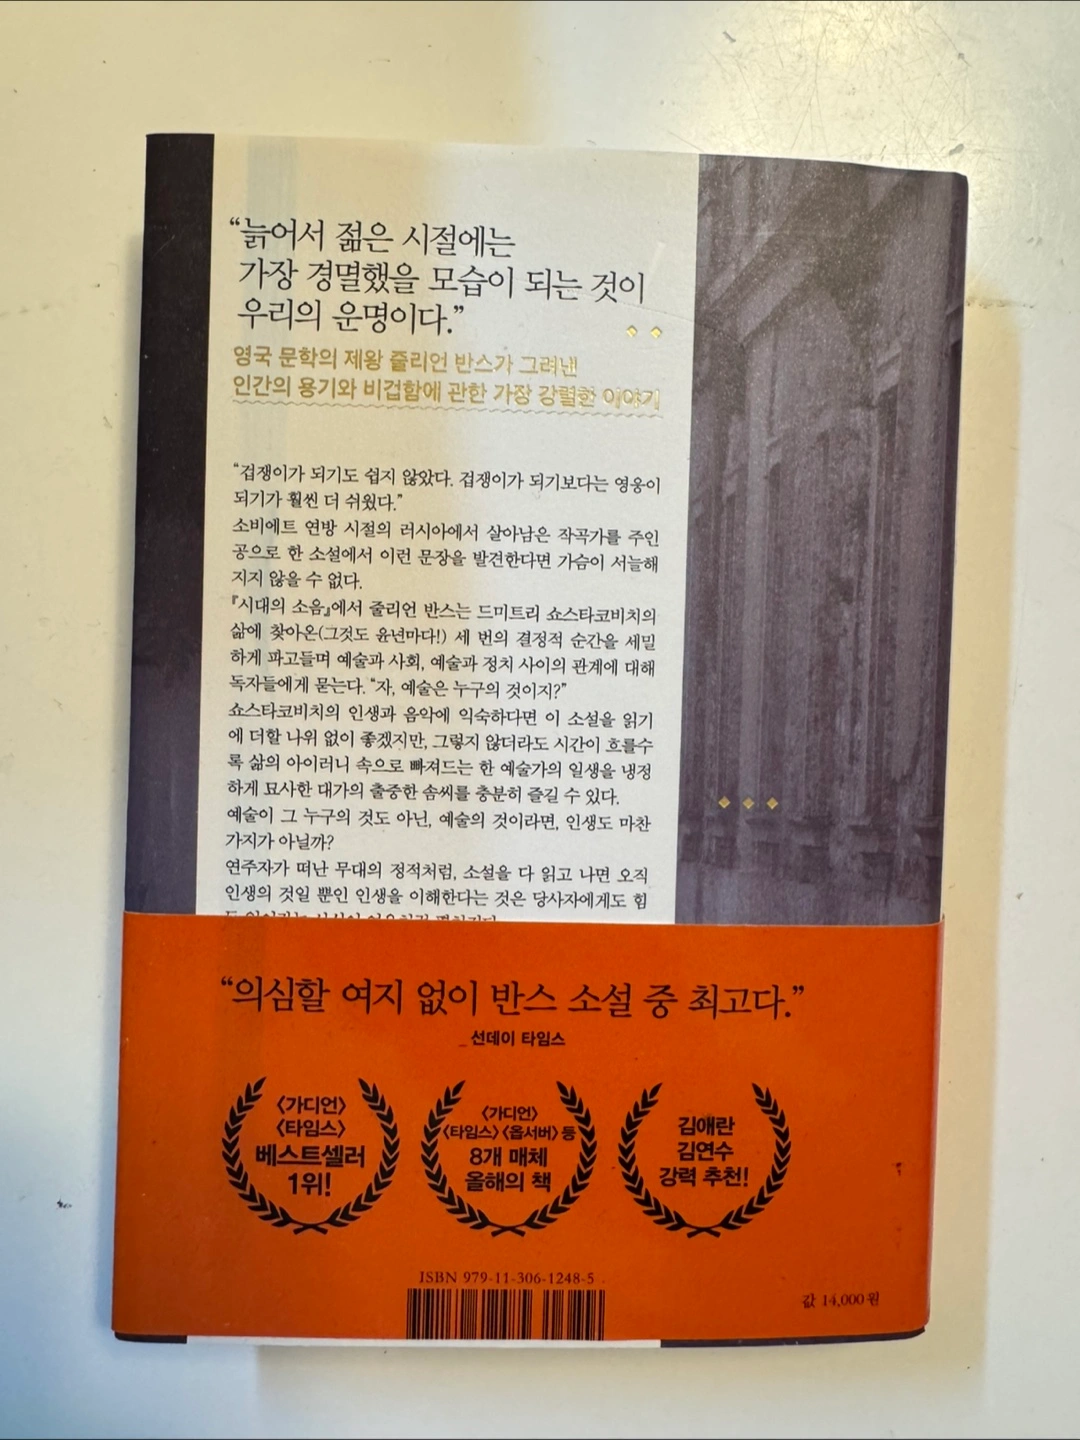 “늙어서 젊은 시절에는
가장 경멸했을 모습이 되는 것이
우리의 운명이다.”
영국 문학의 제왕 줄리언 반스가 그려낸
인간의 용기와 비겁함에 관한 가장 강렬한 이야기
“겁쟁이가 되기도 쉽지 않았다. 겁쟁이가 되기보다는 영웅이
되기가 훨씬 더 쉬웠다.”
소비에트 연방 시절의 러시아에서 살아남은 작곡가를 주인
공으로 한 소설에서 이런 문장을 발견한다면 가슴이 서늘해
지지 않을 수 없다.
『시대의 소음』에서 줄리언 반스는 드미트리 쇼스타코비치의
삶에 찾아온(그것도 윤년마다!) 세 번의 결정적 순간을 세밀
하게 파고들며 예술과 사회, 예술과 정치 사이의 관계에 대해
독자들에게 묻는다. “자, 예술은 누구의 것이지?”
쇼스타코비치의 인생과 음악에 익숙하다면 이 소설을 읽기
에 더할 나위 없이 좋겠지만, 그렇지 않더라도 시간이 흐를수
록 삶의 아이러니 속으로 빠져드는 한 예술가의 일생을 냉정
하게 묘사한 대가의 출중한 솜씨를 충분히 즐길 수 있다.
예술이 그 누구의 것도 아닌, 예술의 것이라면, 인생도 마찬
가지가 아닐까?
연주자가 떠난 무대의 정적처럼, 소설을 다 읽고 나면 오직
인생의 것일 뿐인 인생을 이해한다는 것은 당사자에게도 힘
“의심할 여지 없이 반스 소설 중 최고다.”
_선데이 타임스
〈가디언〉
〈타임스〉
베스트셀러
1위!
〈가디언〉
〈타임스〉〈옵서버〉 등
8개 매체
올해의 책
김애란
김연수
강력 추천!
ISBN 979-11-306-1248-5
값 14,000원